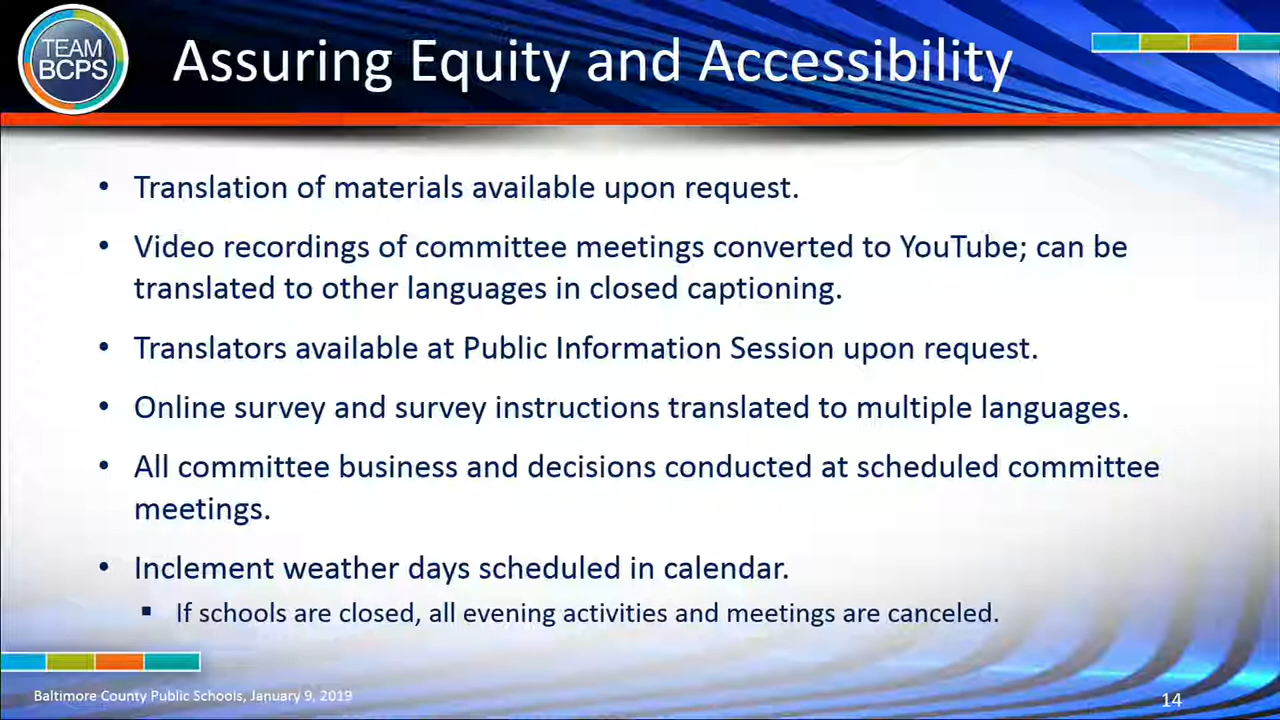 TEAM
BCPS
Assuring Equity and Accessibility
• Translation of materials available upon request.
• Video recordings of committee meetings converted to YouTube; can be
translated to other languages in closed captioning.
• Translators available at Public Information Session upon request.
• Online survey and survey instructions translated to multiple languages.
• All committee business and decisions conducted at scheduled committee
meetings.
• Inclement weather days scheduled in calendar.
▪ If schools are closed, all evening activities and meetings are canceled.
Baltimore County Public Schools, January 9, 2019
14